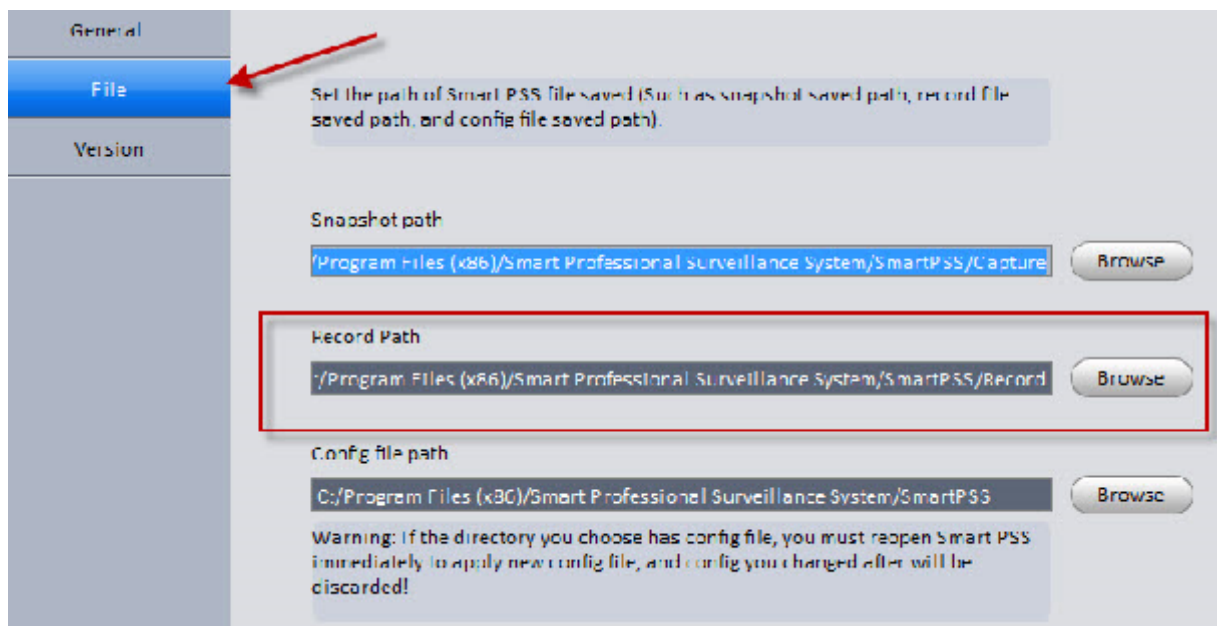 General
File
Version
Set the path of Smart PSS file saved (Such as snapshot saved path, record file
saved path, and config file saved path).
Snapshot path
/Program Files (x86)/Smart Professional Surveillance System/SmartPSS/Capture
Browse
Record Path
:/Program Files (x86)/Smart Professional Surveillance System/SmartPSS/Record
Browse
Config file path
C:/Program Files (x86)/Smart Professional Surveillance System/SmartPSS
Browse
Warning: If the directory you choose has config file, you must reopen Smart PSS
immediately to apply new config file, and config you changed after will be
discarded!